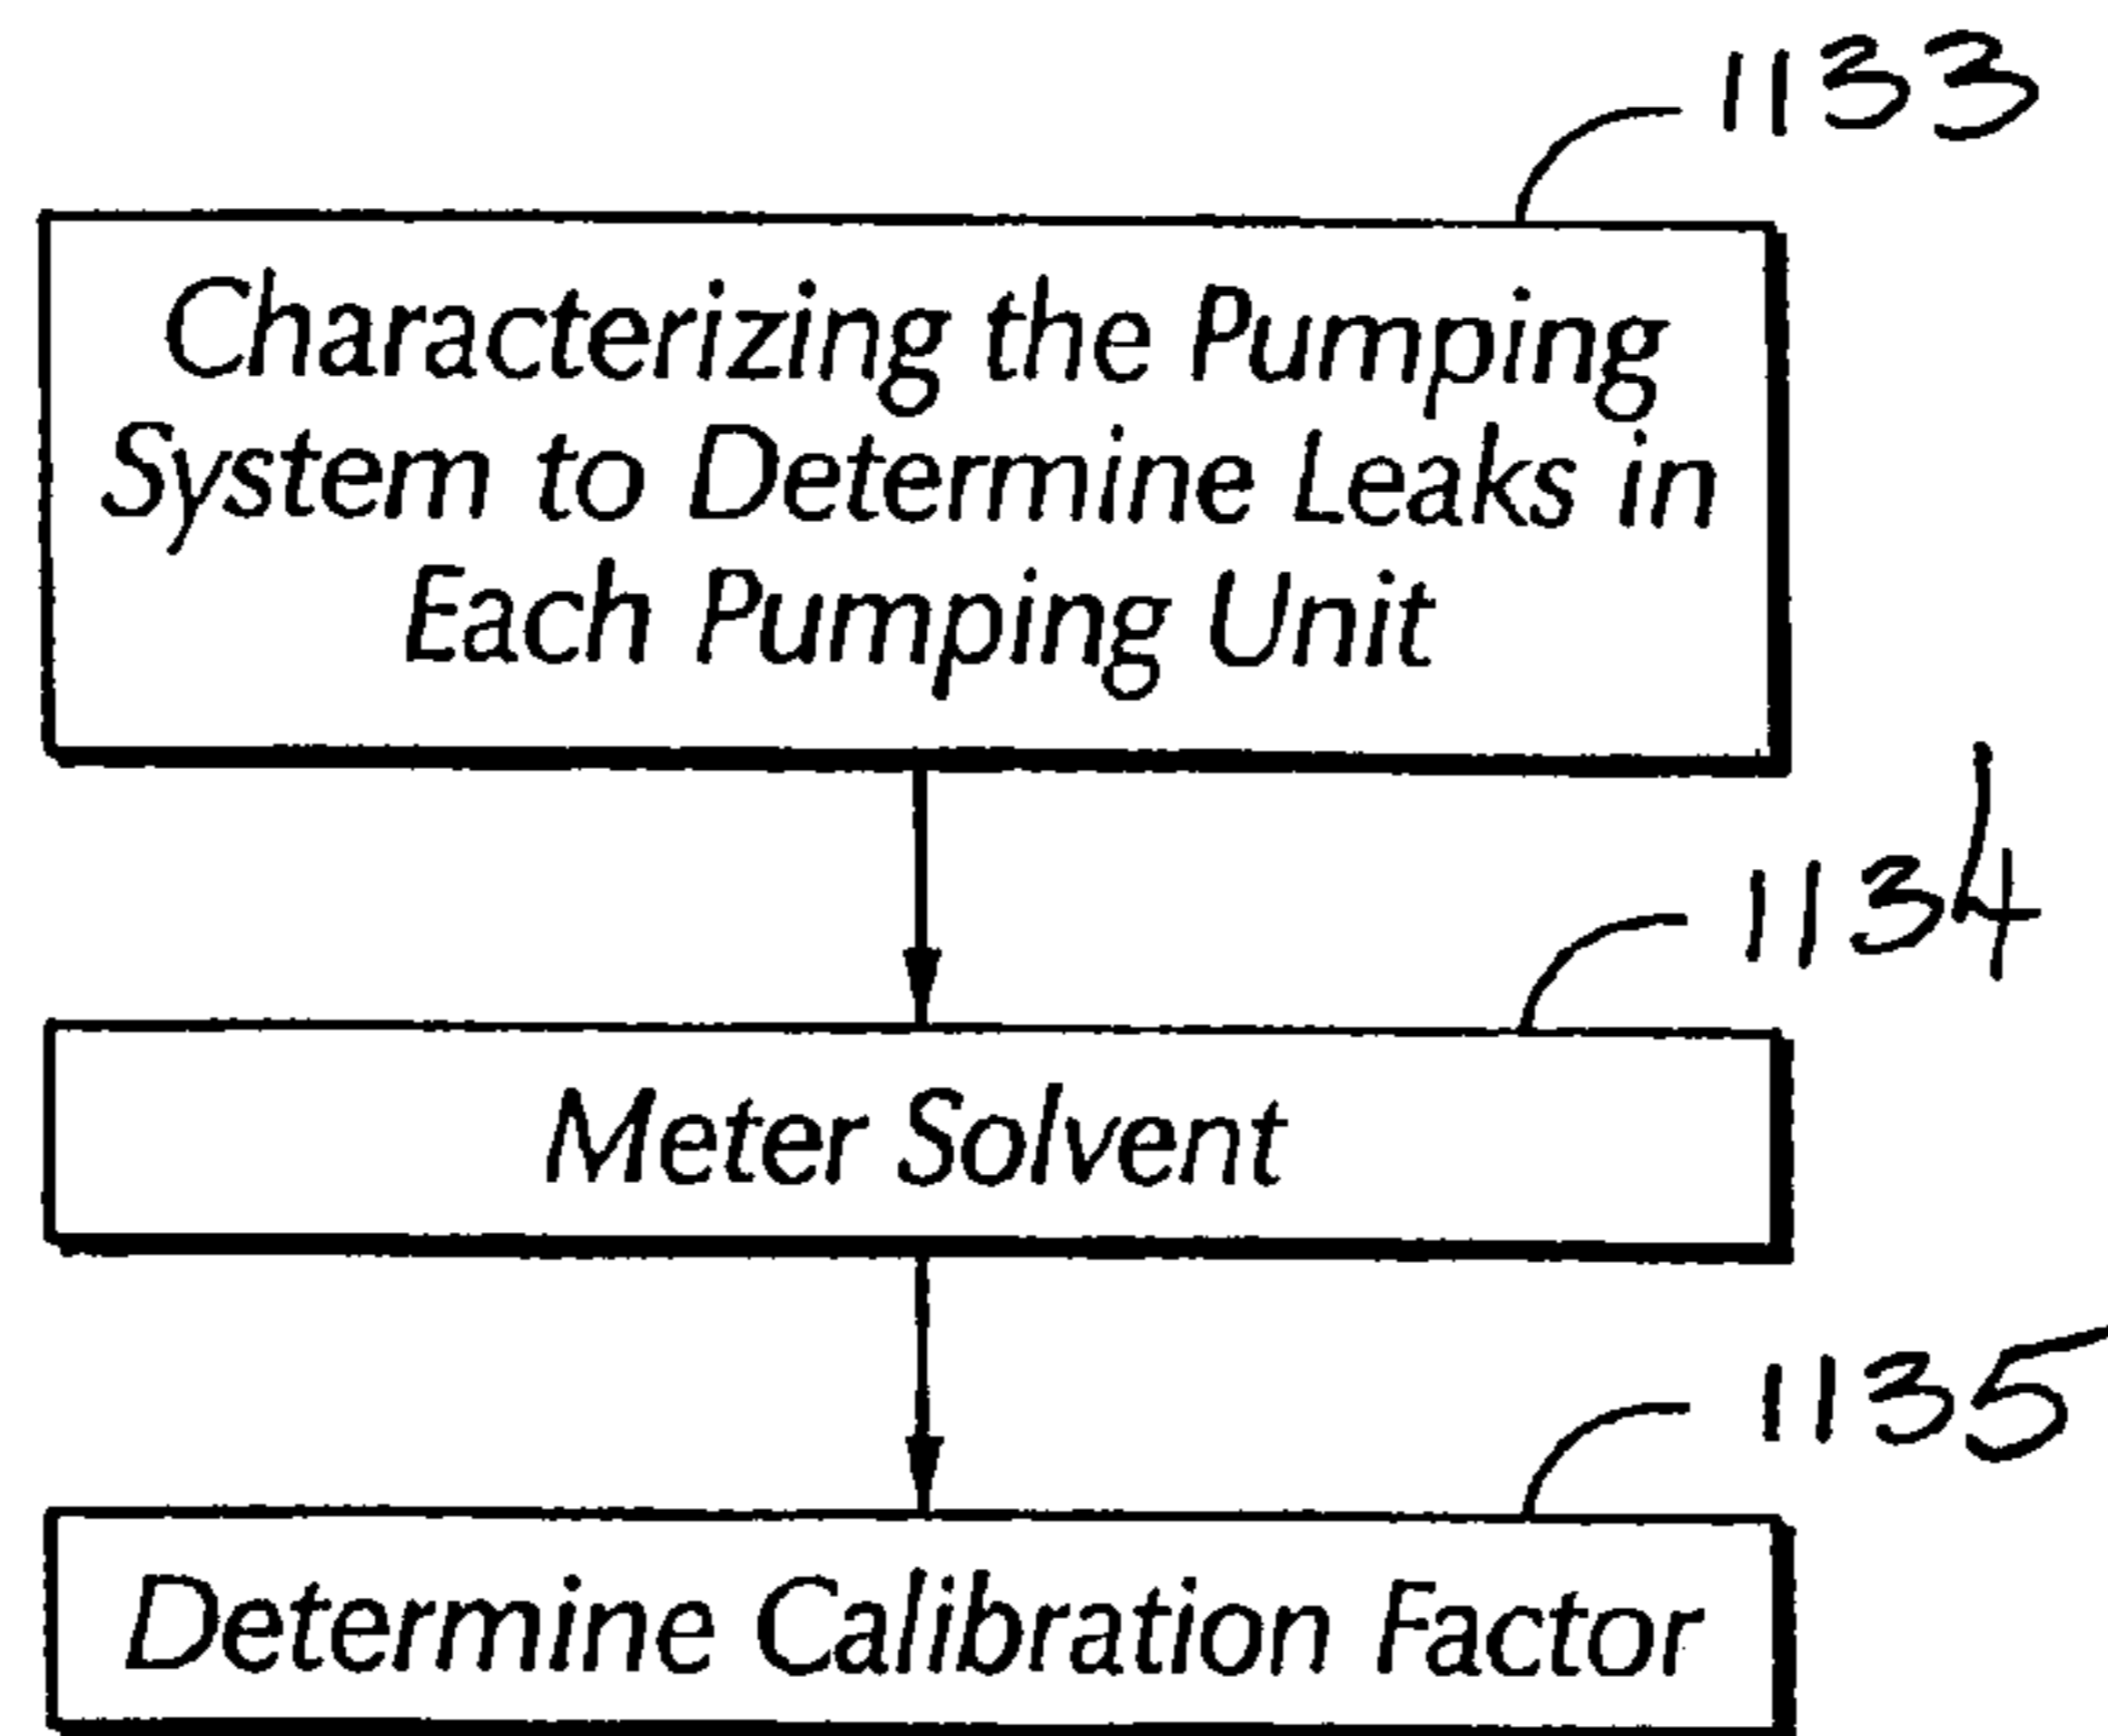 1133
Characterizing the Pumping
System to Determine Leaks in
Each Pumping Unit
1134
Meter Solvent
1135
Determine Calibration Factor